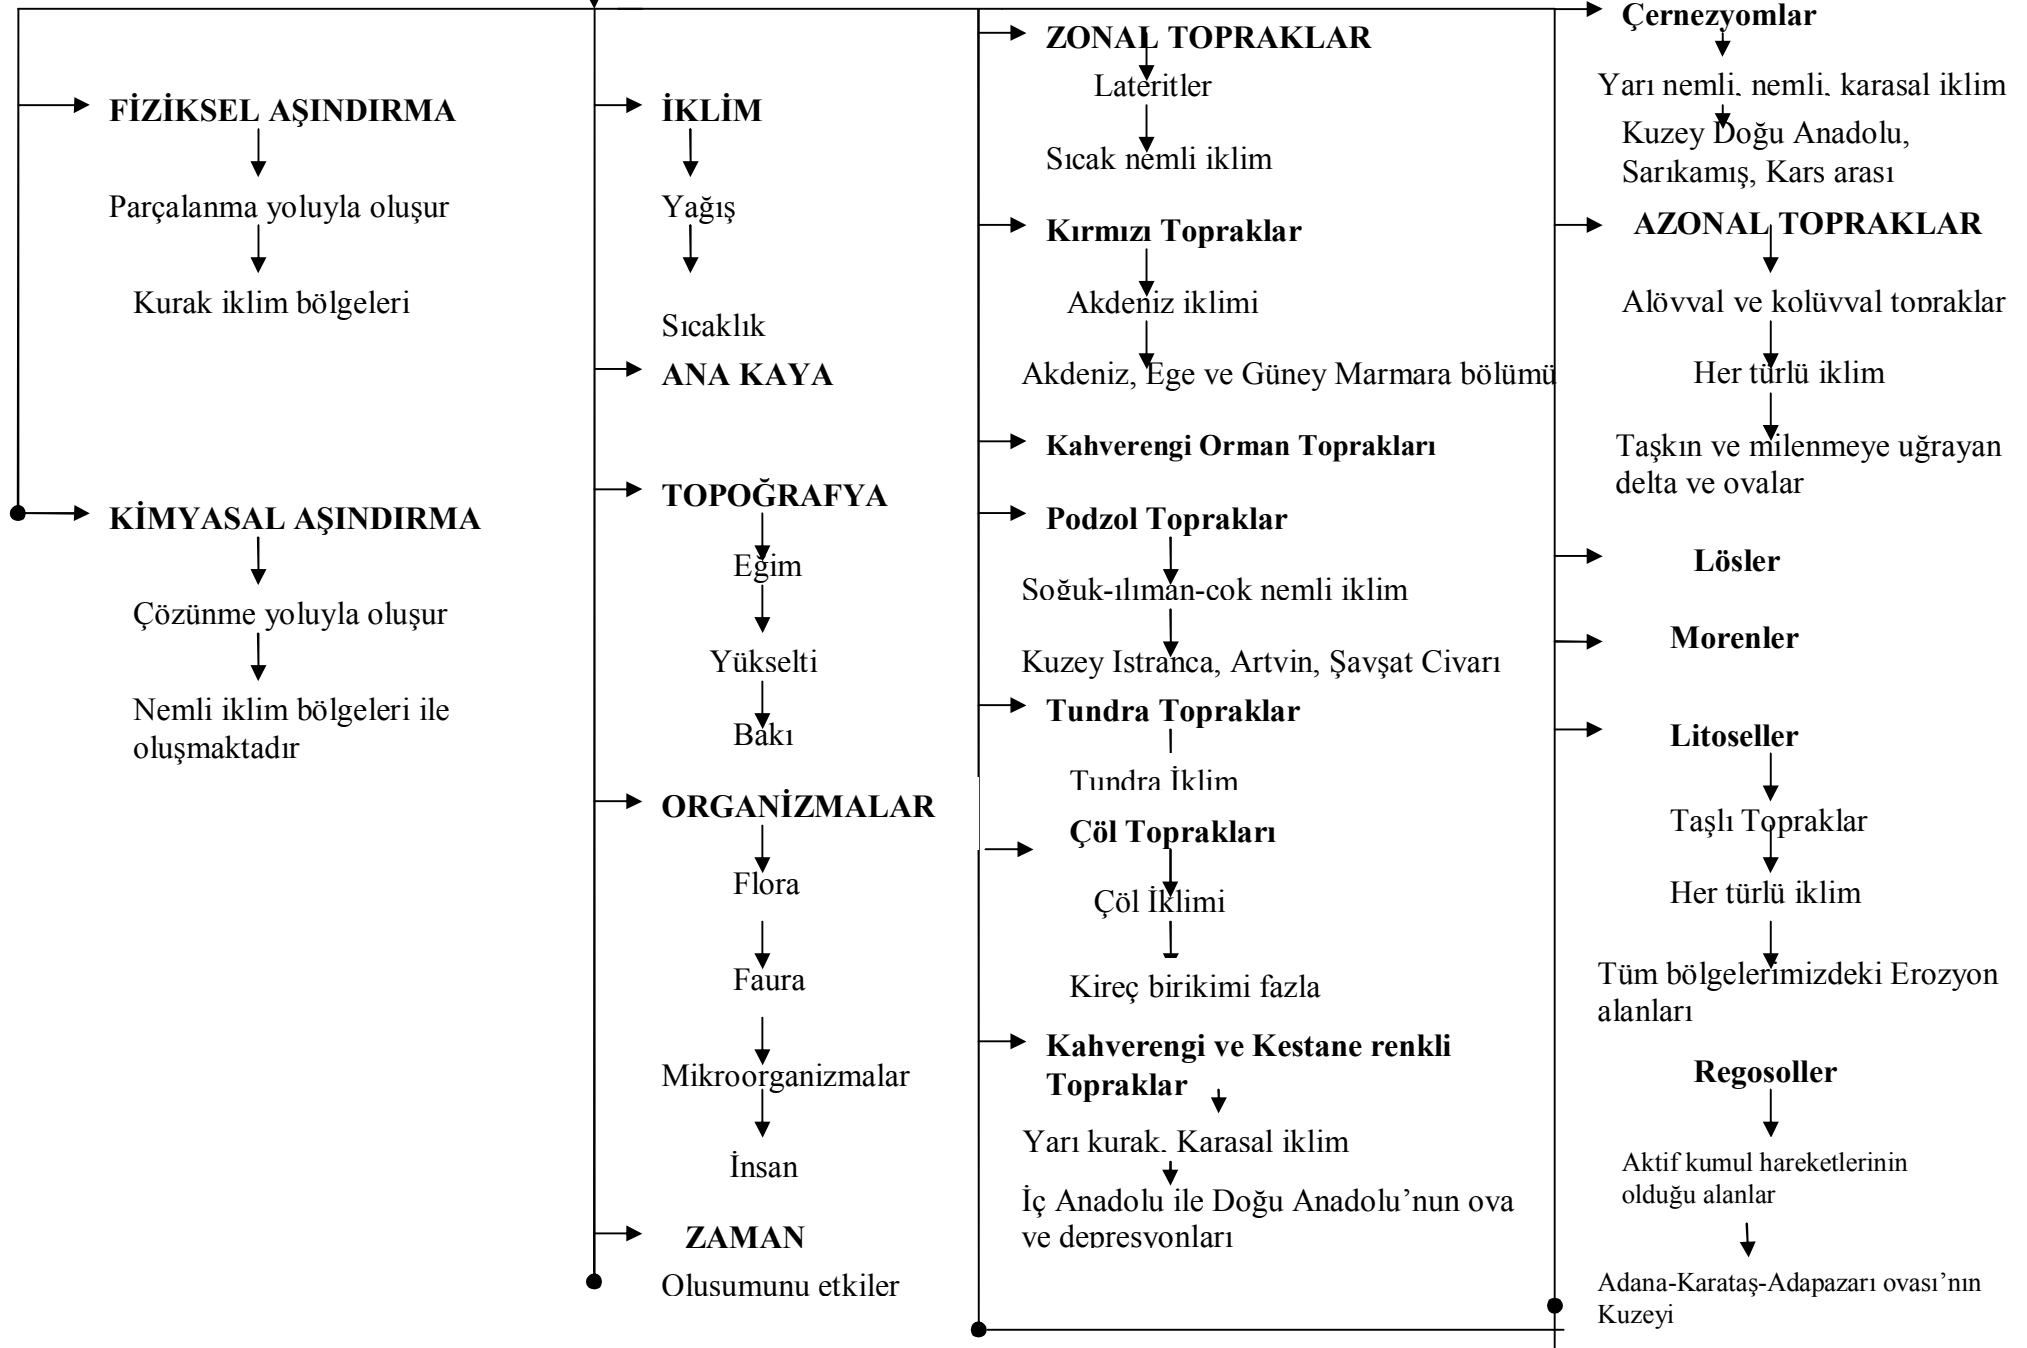 FİZİKSEL AŞINDIRMA
Parçalanma yoluyla oluşur
Kurak iklim bölgeleri
KİMYASAL AŞINDIRMA
Çözünme yoluyla oluşur
Nemli iklim bölgeleri ile
oluşmaktadır
İKLİM
Yağış
Sıcaklık
ANA KAYA
TOPOĞRAFYA
Eğim
Yükselti
Bakı
ORGANİZMALAR
Flora
Faura
Mikroorganizmalar
İnsan
ZAMAN
Olusumunu etkiler
ZONAL TOPRAKLAR
Lateritler
Sıcak nemli iklim
Kırmızı Topraklar
Akdeniz iklimi
Akdeniz, Ege ve Güney Marmara bölümü
Kahverengi Orman Toprakları
Podzol Topraklar
Soğuk-ılıman-çok nemli iklim
Kuzey Istranca, Artvin, Şavşat Civarı
Tundra Topraklar
Tundra İklim
Çöl Toprakları
Çöl İklimi
Kireç birikimi fazla
Kahverengi ve Kestane renkli
Topraklar
Yarı kurak, Karasal iklim
İç Anadolu ile Doğu Anadolu’nun ova
ve depresyonları
Çernezyomlar
Yarı nemli, nemli, karasal iklim
Kuzey Doğu Anadolu,
Sarıkamış, Kars arası
AZONAL TOPRAKLAR
Alövyal ve kolüvyal topraklar
Her türlü iklim
Taşkın ve milenmeye uğrayan
delta ve ovalar
Lösler
Morenler
Litoseller
Taşlı Topraklar
Her türlü iklim
Tüm bölgelerimizdeki Erozyon
alanları
Regosoller
Aktif kumul hareketlerinin
olduğu alanlar
Adana-Karataş-Adapazarı ovası’nın
Kuzeyi